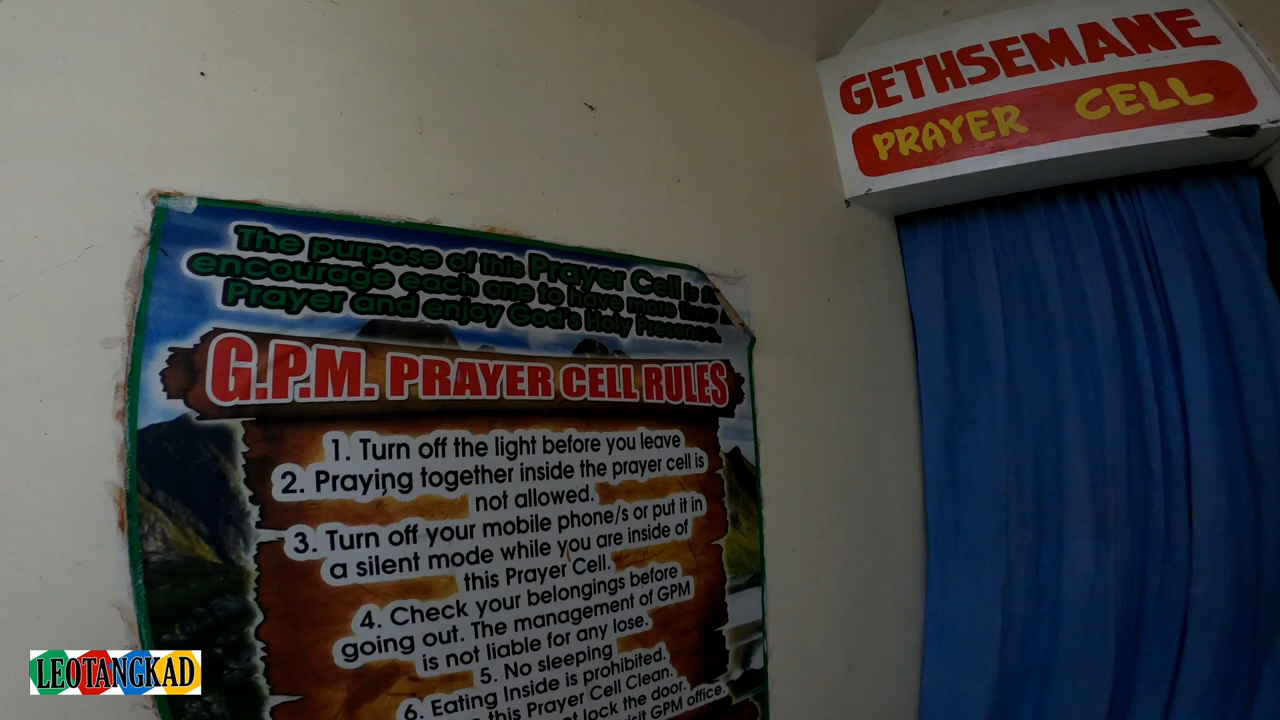 GETHSEMANE
PRAYER CELL
The purpose of this Prayer Cell is
encourage each one to have more time
Prayer and enjoy God's Holy Presence.
G.P.M. PRAYER CELL RULES
1. Turn off the light before you leave
2. Praying together inside the prayer cell is
not allowed.
3. Turn off your mobile phone/s or put it in
a silent mode while you are inside of
this Prayer Cell.
4. Check your belongings before
going out. The management of GPM
is not liable for any lose.
5. No sleeping
6. Eating Inside is prohibited.
this Prayer Cell Clean.
lock the door.
visit GPM office.
LEOTANGKAD